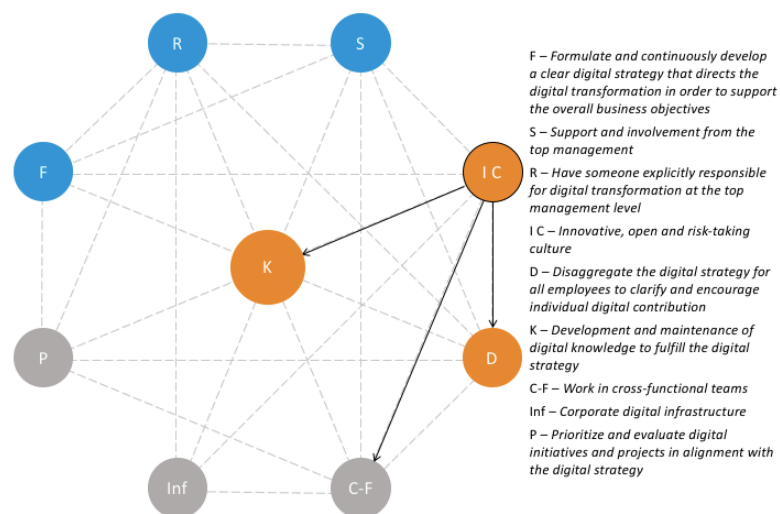 R
S
F
I C
K
P
D
Inf
C-F
F – Formulate and continuously develop
a clear digital strategy that directs the
digital transformation in order to support
the overall business objectives
S – Support and involvement from the
top management
R – Have someone explicitly responsible
for digital transformation at the top
management level
I C – Innovative, open and risk-taking
culture
D – Disaggregate the digital strategy for
all employees to clarify and encourage
individual digital contribution
K – Development and maintenance of
digital knowledge to fulfill the digital
strategy
C-F – Work in cross-functional teams
Inf – Corporate digital infrastructure
P – Prioritize and evaluate digital
initiatives and projects in alignment with
the digital strategy